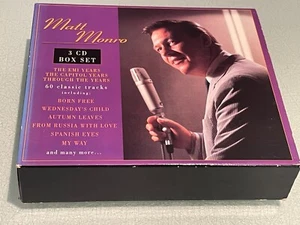 Matt
Monro
3 CD
BOX SET
THE EMI YEARS
THE CAPITOL YEARS
THROUGH THE YEARS
60 classic tracks
including:
BORN FREE
WEDNESDAY'S CHILD
AUTUMN LEAVES
FROM RUSSIA WITH LOVE
SPANISH EYES
MY WAY
and many more...